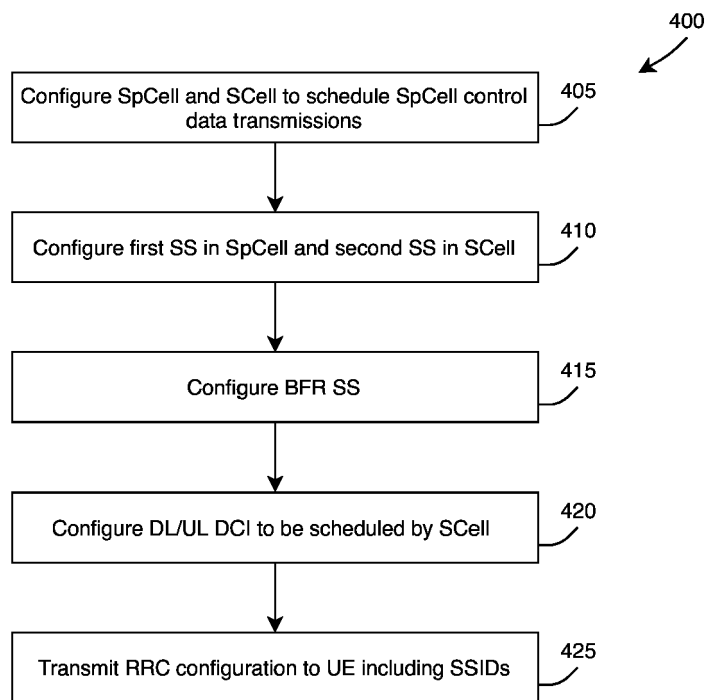 400
Configure SpCell and SCell to schedule SpCell control
data transmissions
405
Configure first SS in SpCell and second SS in SCell
410
Configure BFR SS
415
Configure DL/UL DCI to be scheduled by SCell
420
Transmit RRC configuration to UE including SSIDs
425